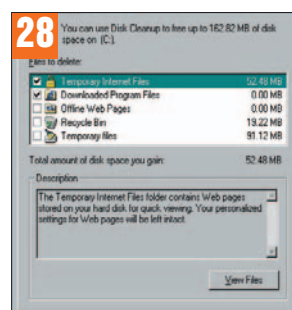 28
You can use Disk Cleanup to free up to 162.82 MB of disk
space on (C:).
Files to delete:
Temporary Internet Files 52.48 MB
Downloaded Program Files 0.00 MB
Offline Web Pages 0.00 MB
Recycle Bin 19.22 MB
Temporary files 91.12 MB
Total amount of disk space you gain: 52.48 MB
Description
The Temporary Internet Files folder contains Web pages
stored on your hard disk for quick viewing. Your personalized
settings for Web pages will be left intact.
View Files